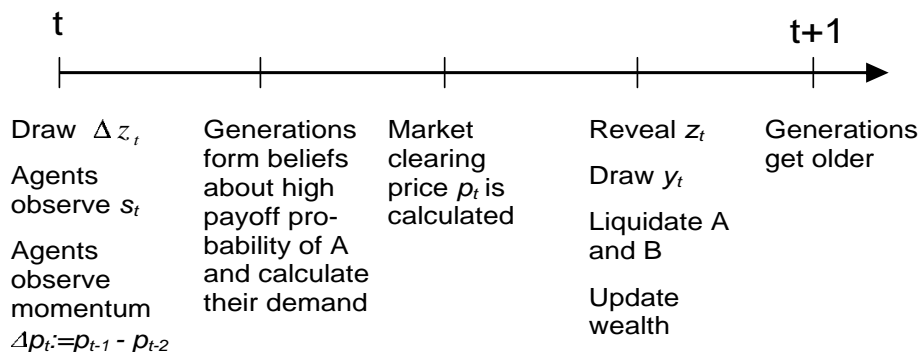 t
t+1
Draw Δz_t
Agents
observe s_t
Agents
observe
momentum
Δp_t:=p_{t-1} - p_{t-2}
Generations
form beliefs
about high
payoff pro-
bability of A
and calculate
their demand
Market
clearing
price p_t is
calculated
Reveal z_t
Draw y_t
Liquidate A
and B
Update
wealth
Generations
get older